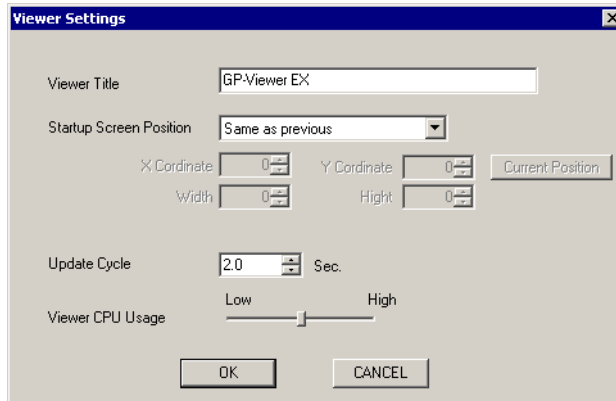 Viewer Settings
Viewer Title GP-Viewer EX
Startup Screen Position Same as previous
X Cordinate 0 Y Cordinate 0 Current Position
Width 0 Hight 0
Update Cycle 2.0 Sec.
Low High
Viewer CPU Usage
OK CANCEL